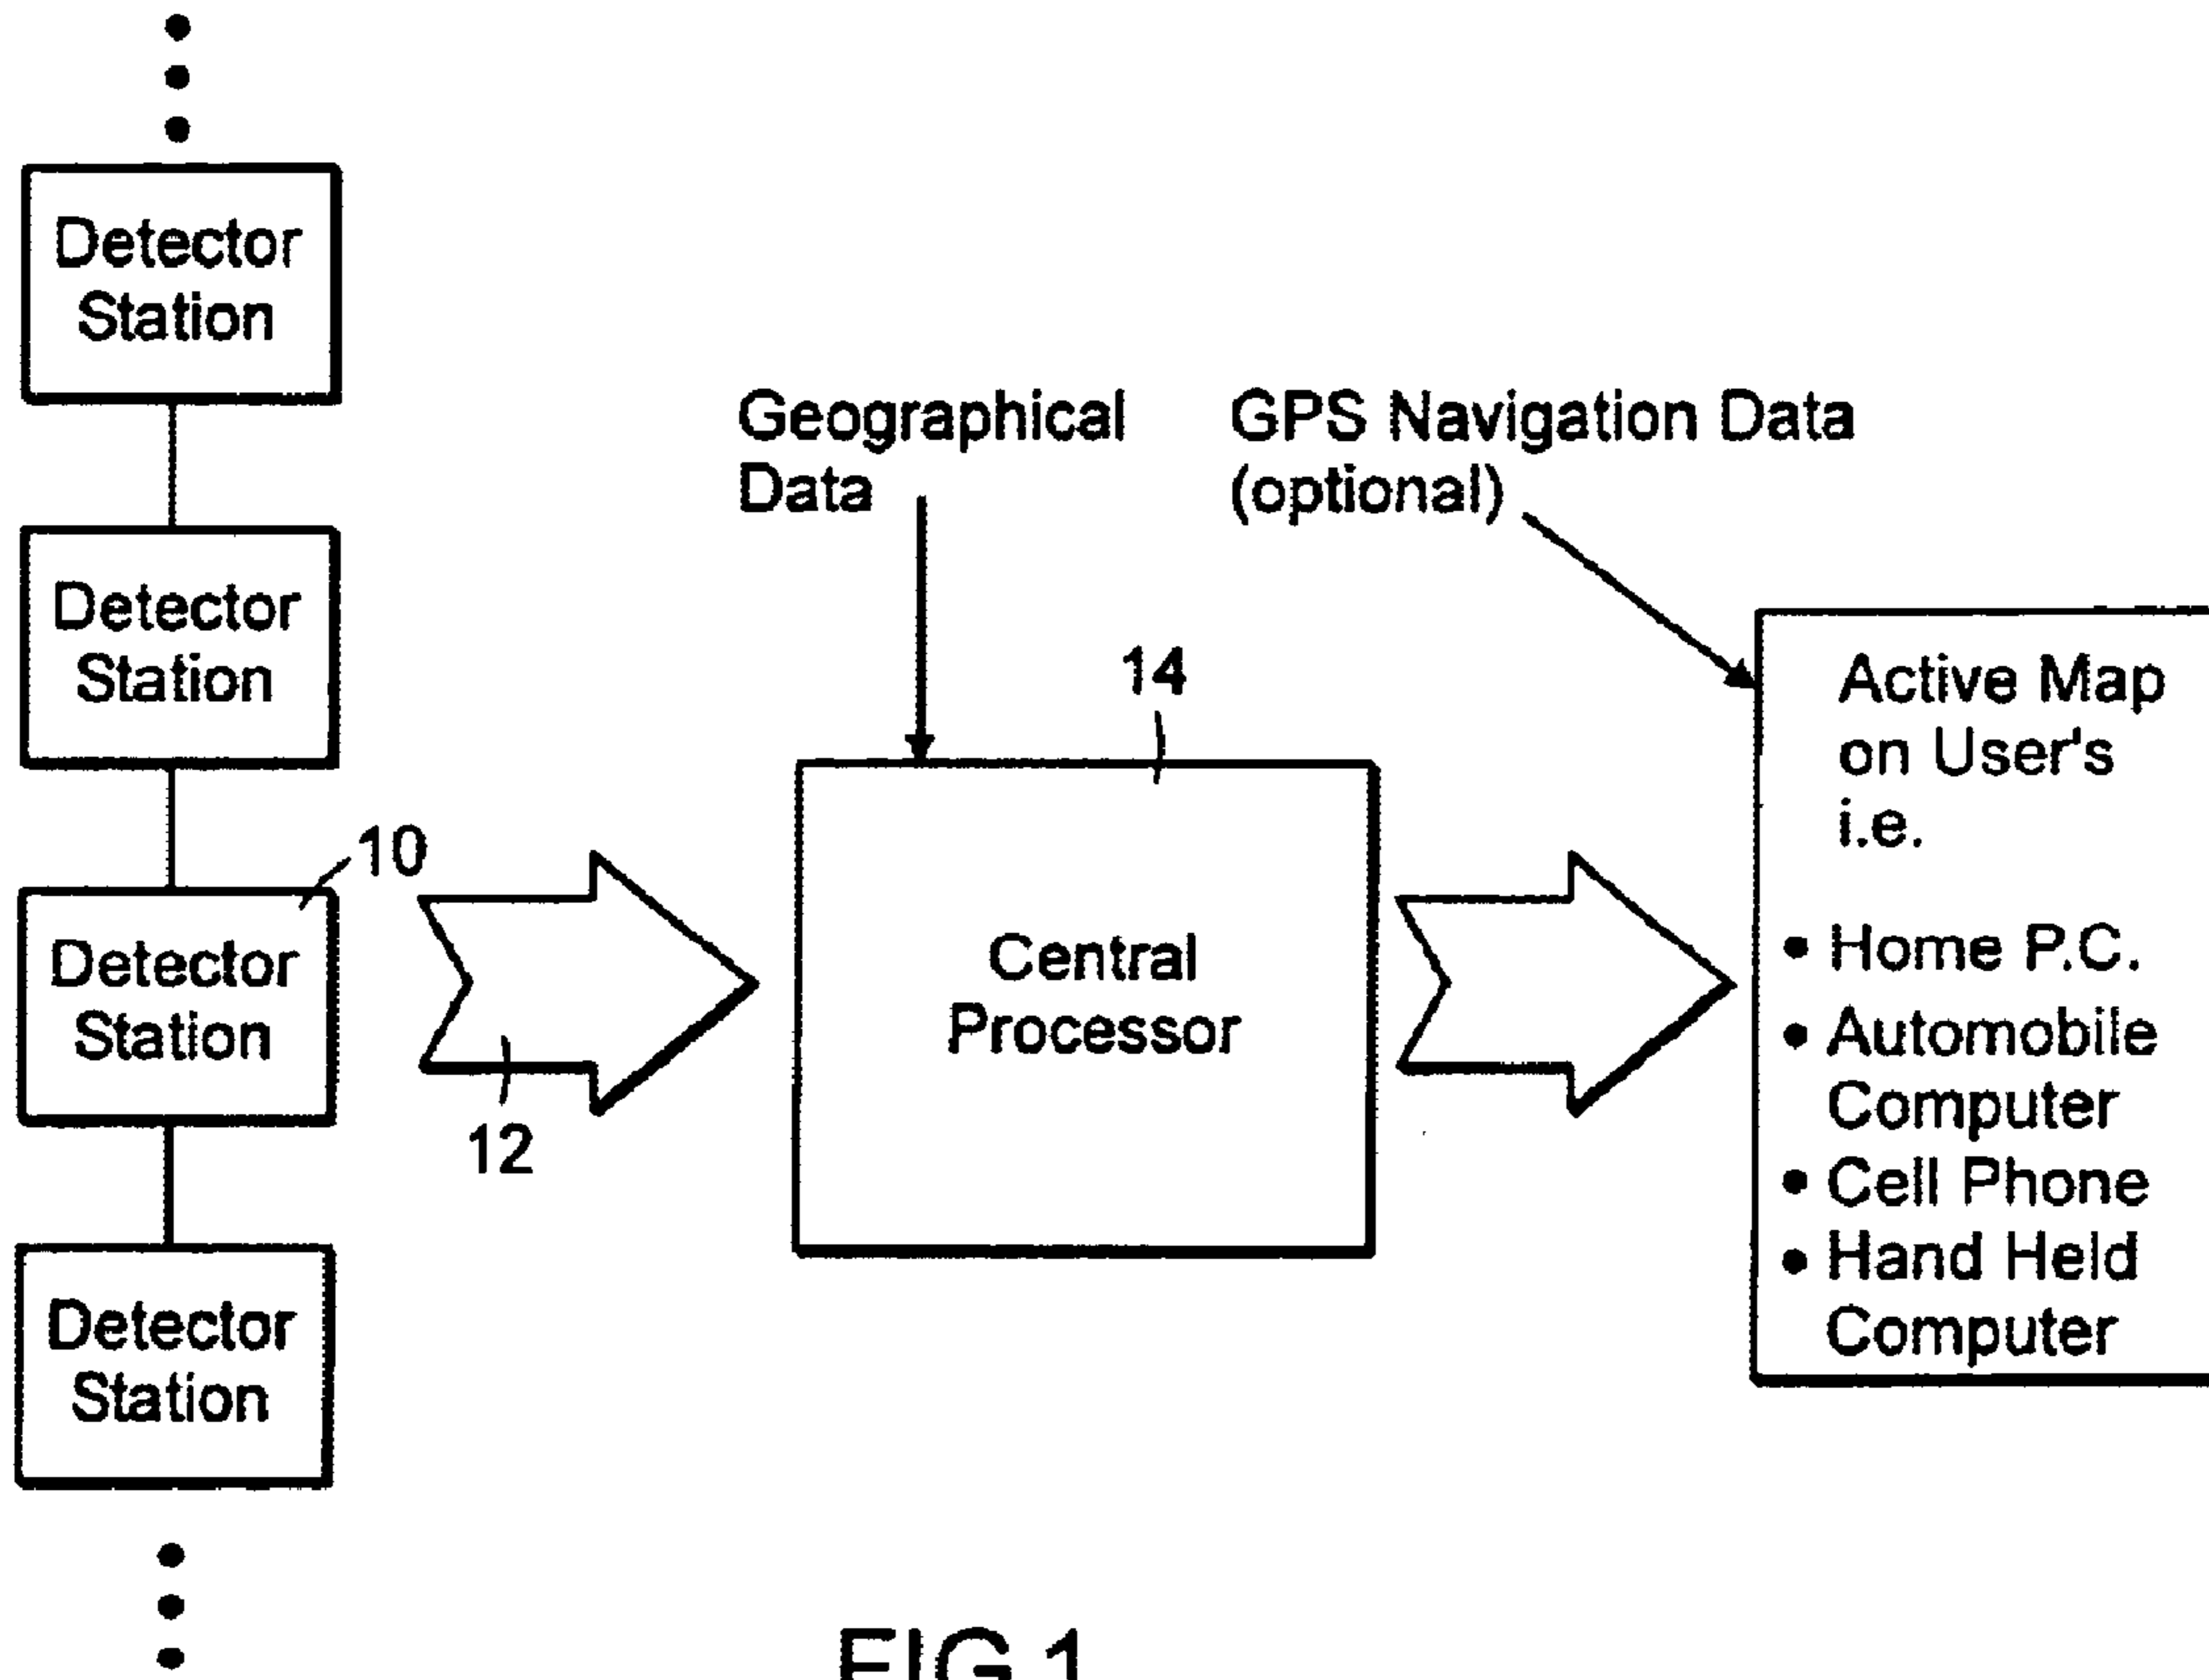 Detector
Station
Detector
Station
10
Detector
Station
12
Detector
Station
Geographical
Data
GPS Navigation Data
(optional)
14
Central
Processor
Active Map
on User's
i.e.
• Home P.C.
• Automobile
Computer
• Cell Phone
• Hand Held
Computer
FIG.1